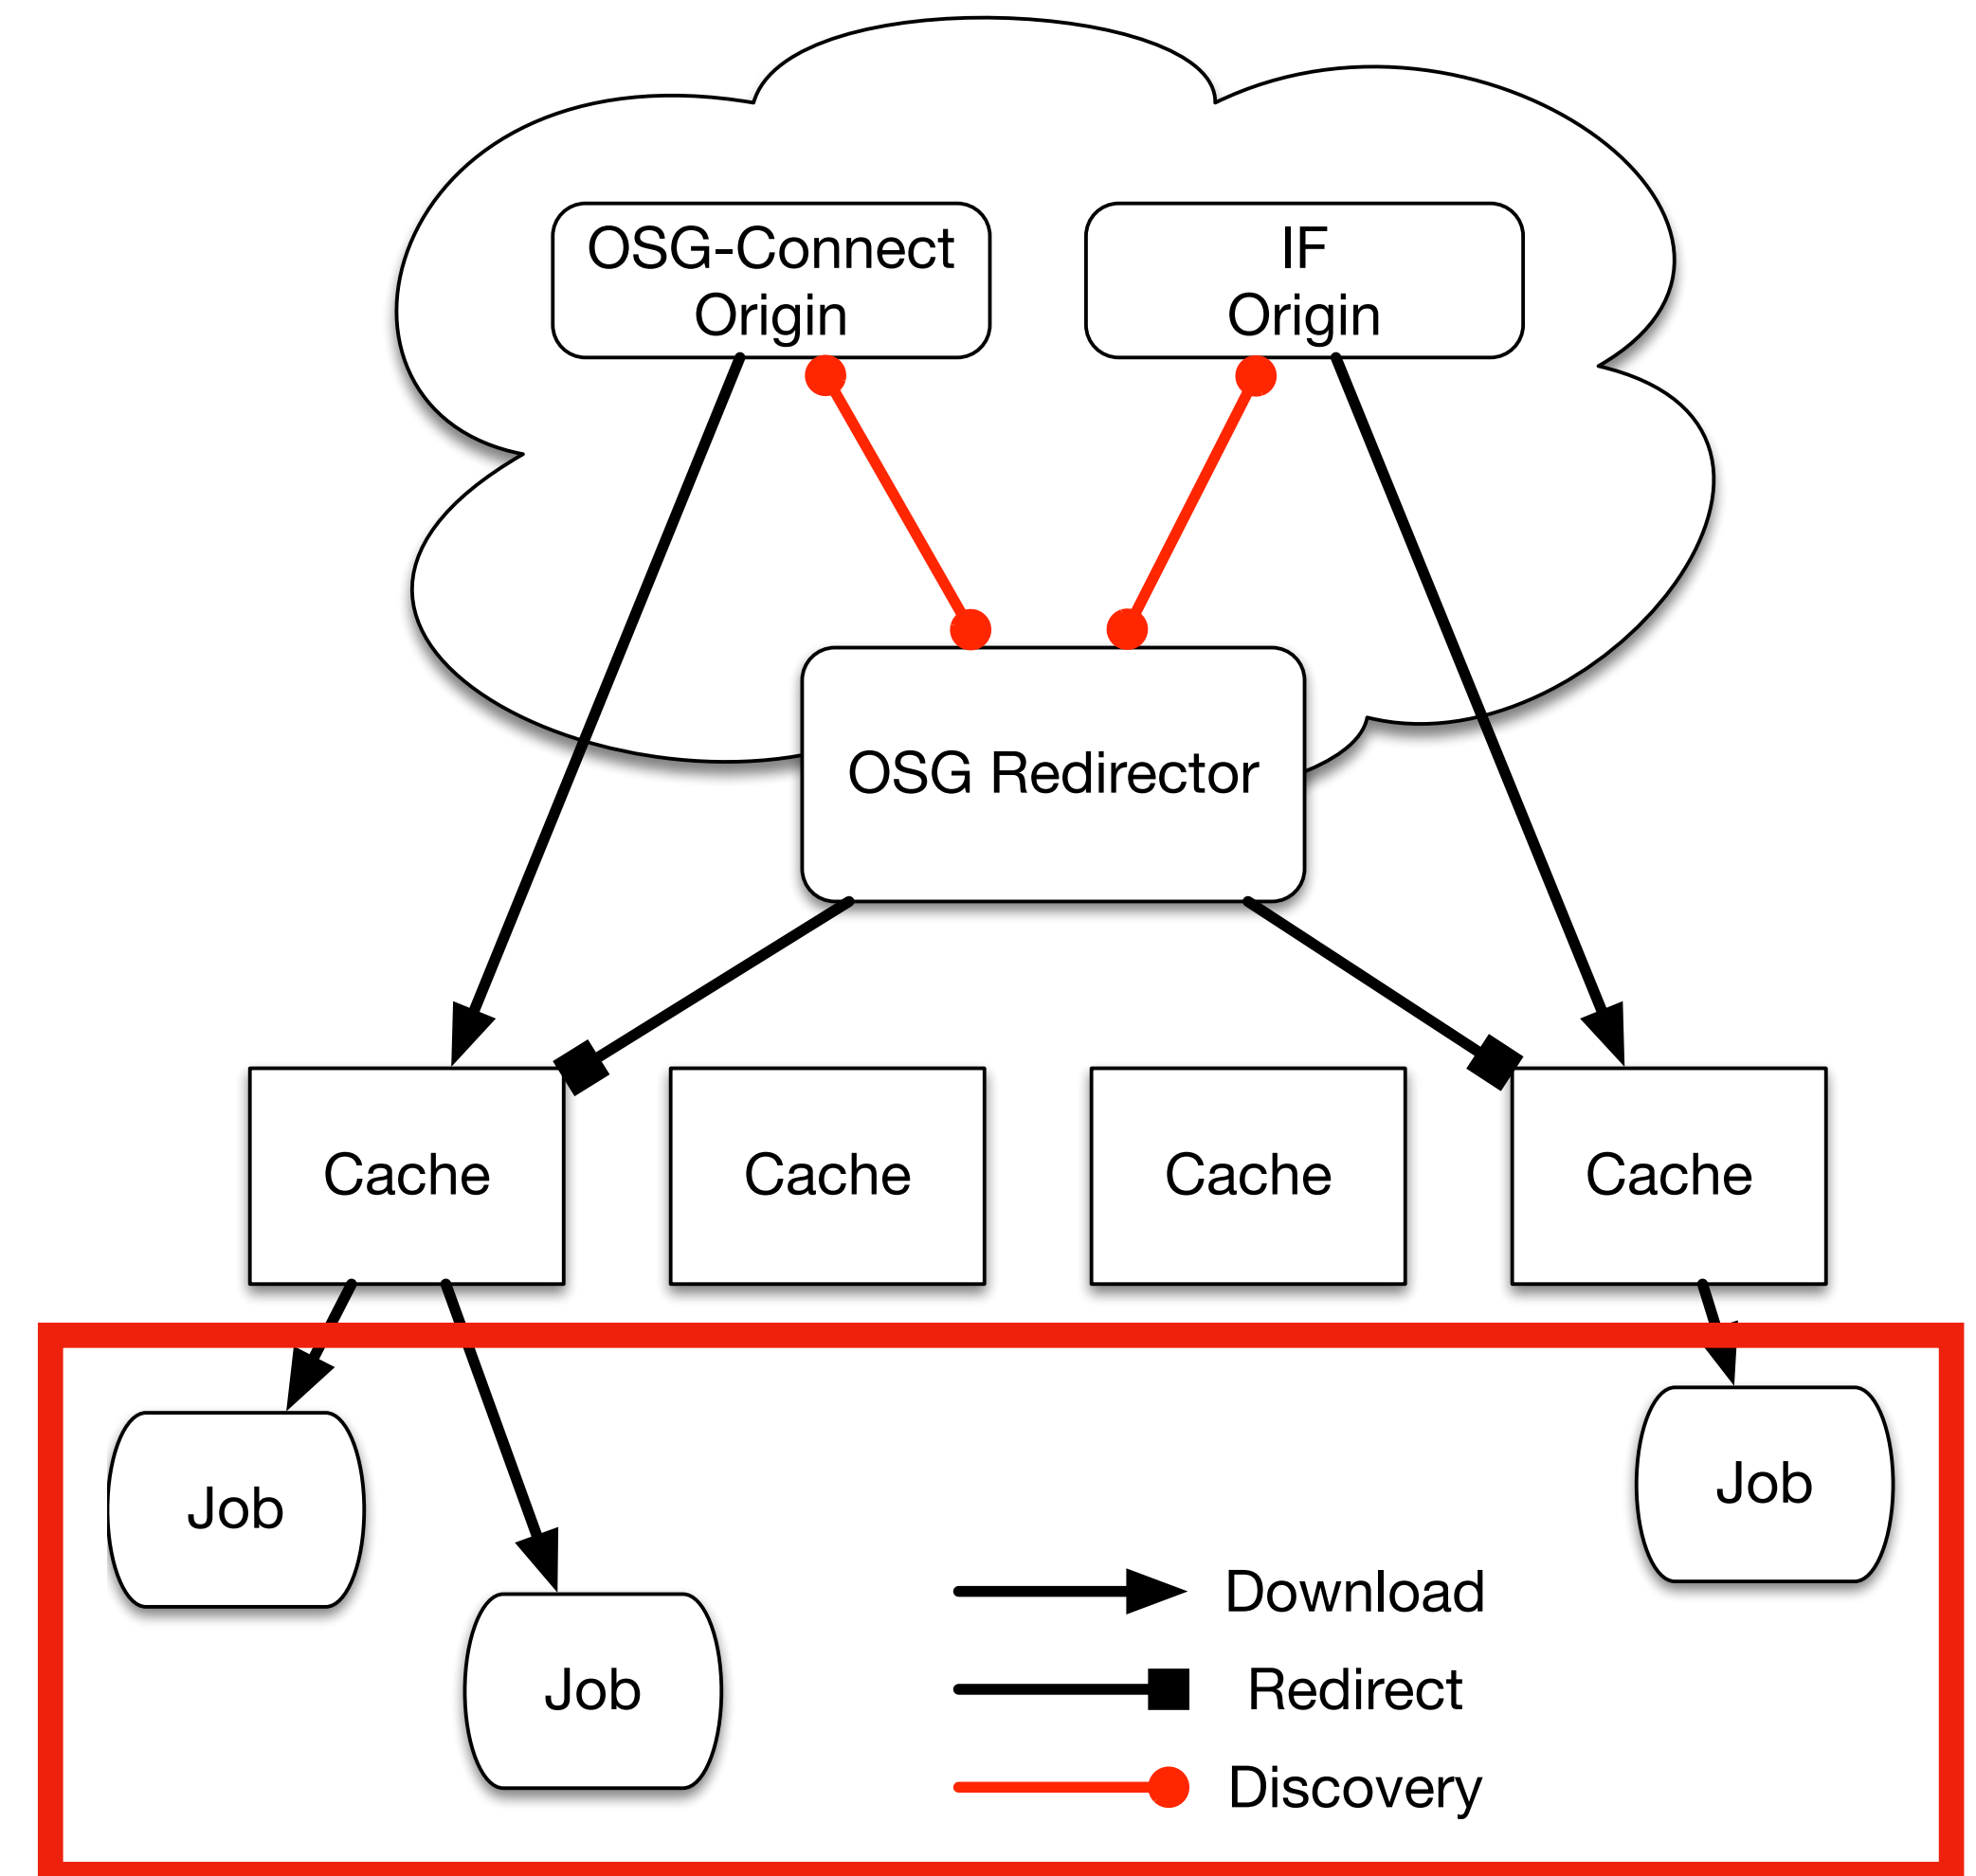 OSG-Connect
Origin
IF
Origin
OSG Redirector
Cache
Cache
Cache
Cache
Job
Job
Job
Download
Redirect
Discovery